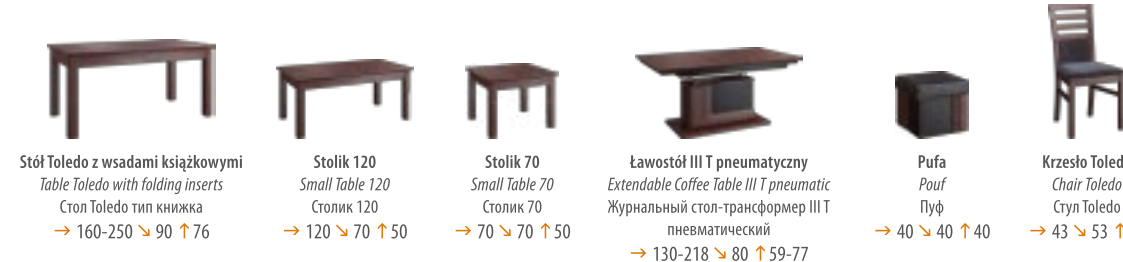 Stół Toledo z wsadami książkowymi
Table Toledo with folding inserts
Стол Toledo тип книжка
→ 160-250 ↘ 90 ↑ 76
Stolik 120
Small Table 120
Столик 120
→ 120 ↘ 70 ↑ 50
Stolik 70
Small Table 70
Столик 70
→ 70 ↘ 70 ↑ 50
Ławostół III T pneumatyczny
Extendable Coffee Table III T pneumatic
Журнальный стол-трансформер III T
пневматический
→ 130-218 ↘ 80 ↑ 59-77
Pufa
Pouf
Пуф
→ 40 ↘ 40 ↑ 40
Krzesło Toled
Chair Toledo
Стул Toledo
→ 43 ↘ 53 ↑